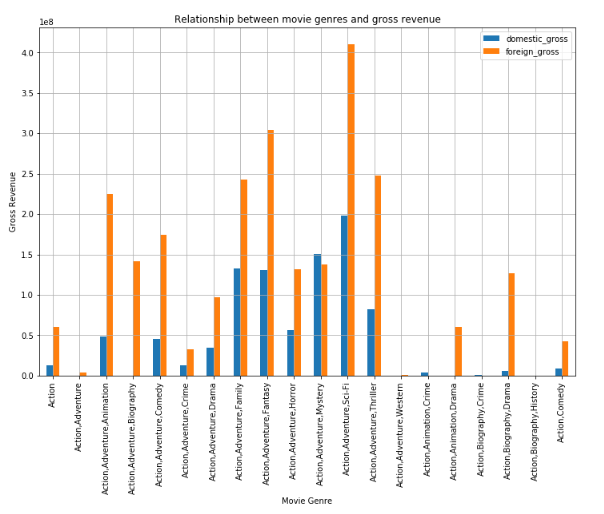 Relationship between movie genres and gross revenue
1e8
domestic_gross
foreign_gross
4.0
3.5
3.0
2.5
2.0
1.5
1.0
0.5
0.0
Gross Revenue
Action
Action,Adventure
Action,Adventure,Animation
Action,Adventure,Biography
Action,Adventure,Comedy
Action,Adventure,Crime
Action,Adventure,Drama
Action,Adventure,Family
Action,Adventure,Fantasy
Action,Adventure,Horror
Action,Adventure,Mystery
Action,Adventure,Sci-Fi
Action,Adventure,Thriller
Action,Adventure,Western
Action,Animation,Crime
Action,Animation,Drama
Action,Biography,Crime
Action,Biography,Drama
Action,Biography,History
Action,Comedy
Movie Genre